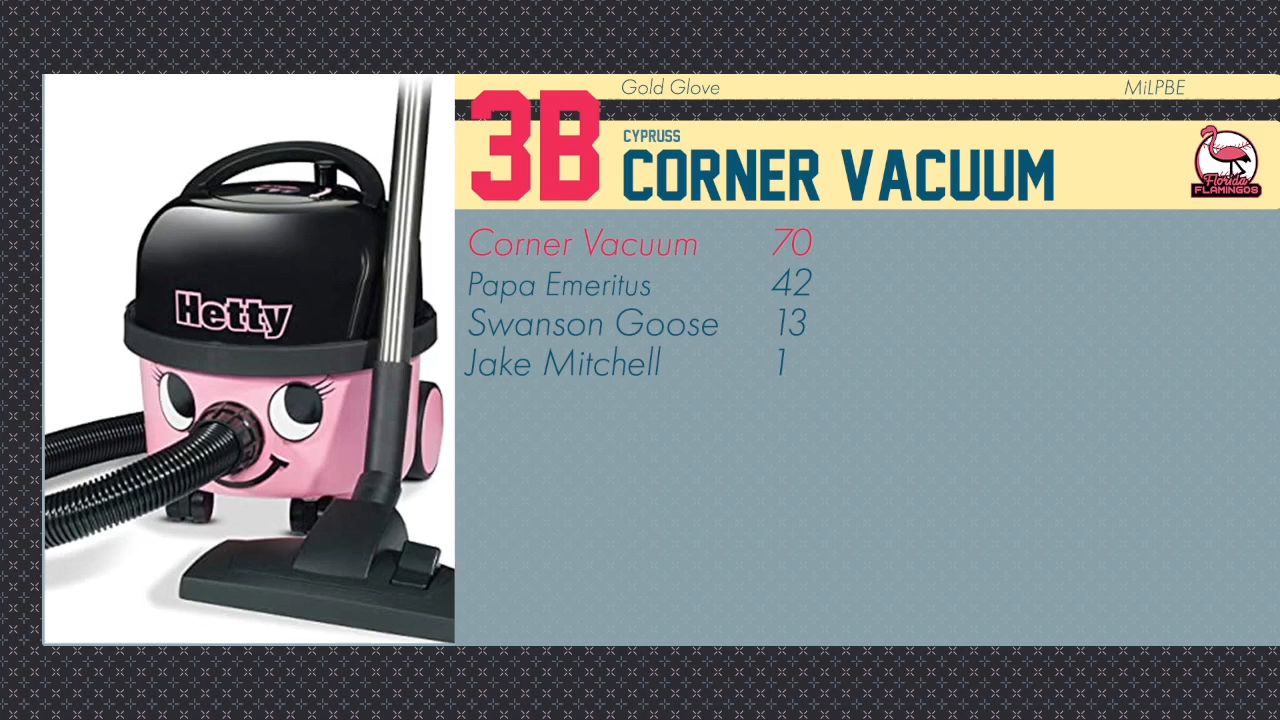 Gold Glove MiLPBE
3B
CYPRUSS
CORNER VACUUM
Florida
FLAMINGOS
Corner Vacuum 70
Papa Emeritus 42
Swanson Goose 13
Jake Mitchell 1
Hetty